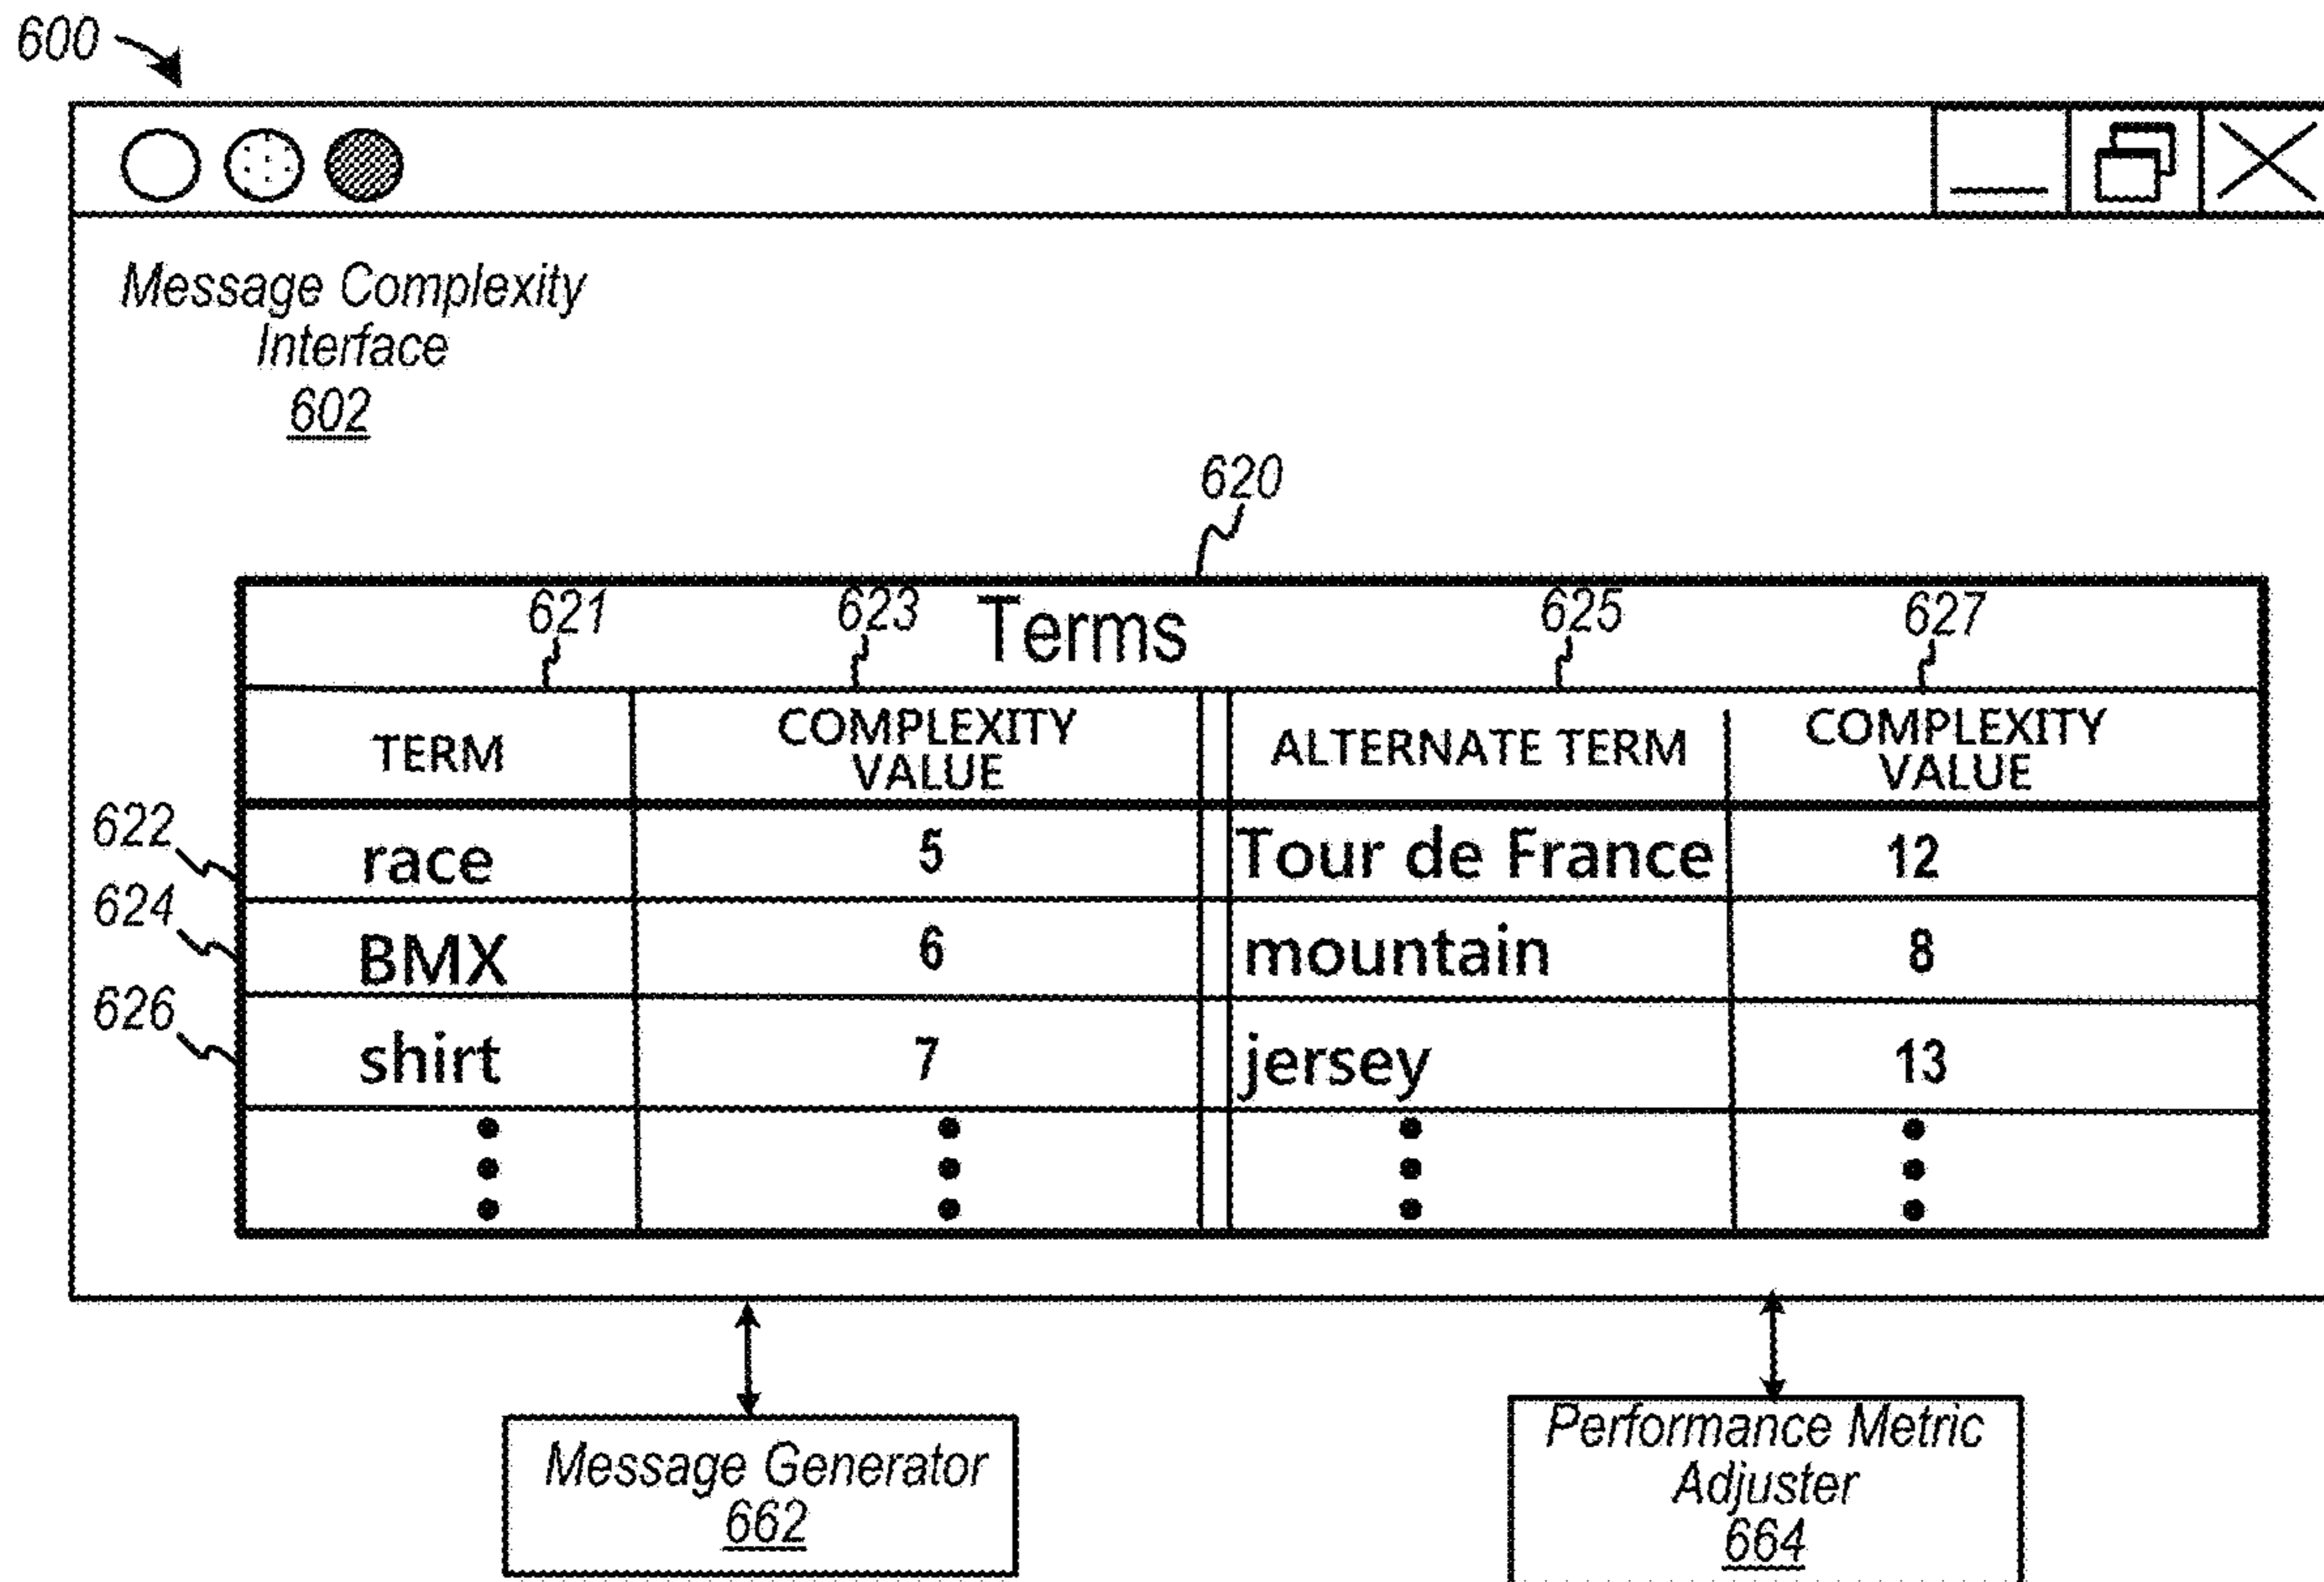 600
Message Complexity
Interface
602
620
621 623 Terms 625 627
TERM COMPLEXITY VALUE ALTERNATE TERM COMPLEXITY VALUE
622 race 5 Tour de France 12
624 BMX 6 mountain 8
626 shirt 7 jersey 13
Message Generator
662
Performance Metric
Adjuster
664